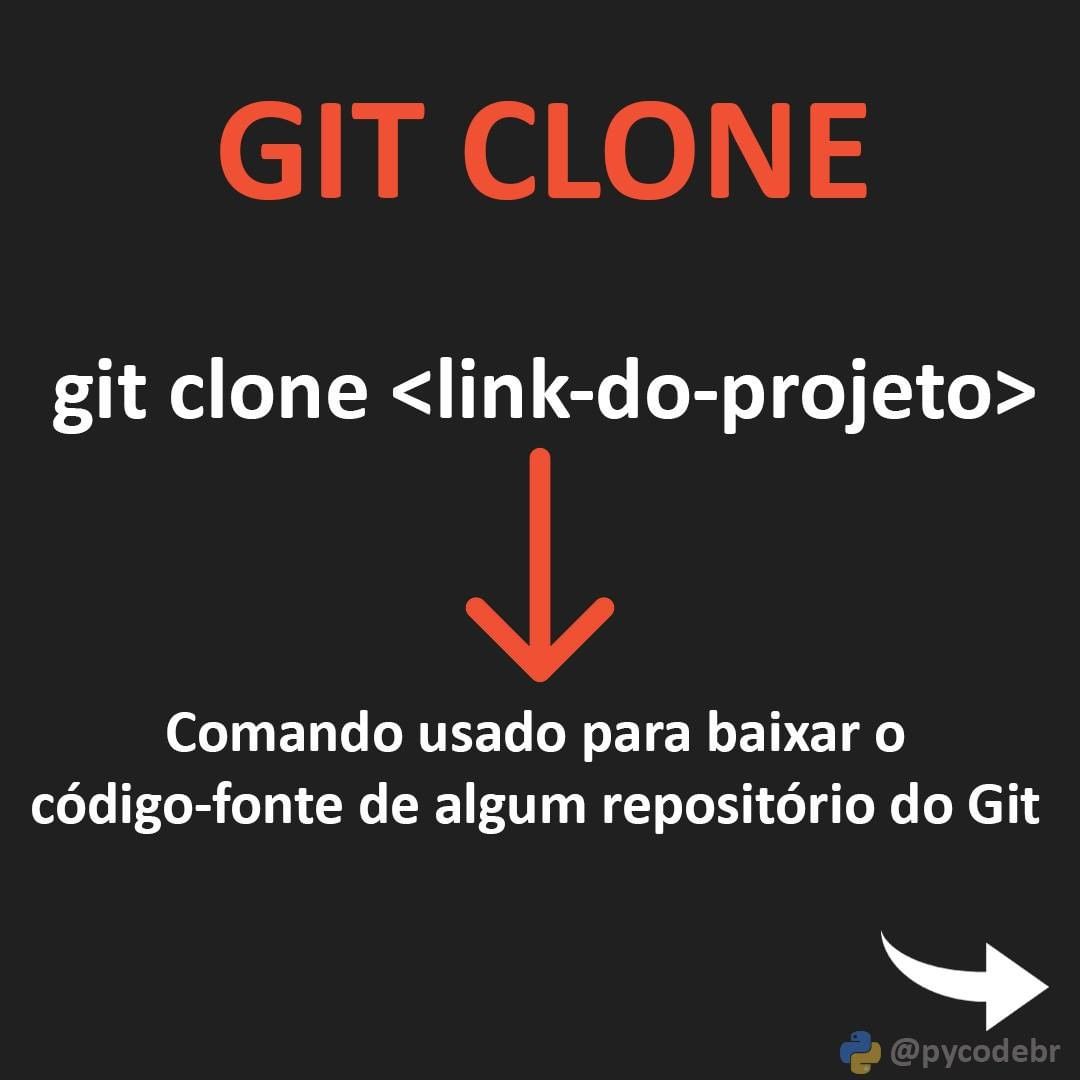 GIT CLONE
git clone <link-do-projeto>
Comando usado para baixar o
código-fonte de algum repositório do Git
@pycodebr